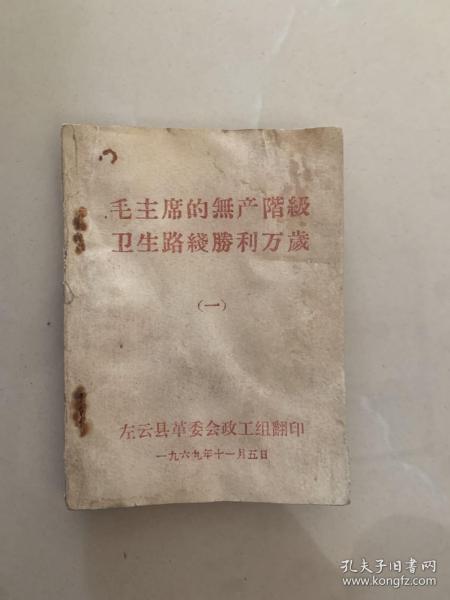 毛主席的無产階級
卫生路綫勝利万歲
(一)
左云县革委会政工组翻印
一九六九年十一月五日
孔夫子旧书网
www.kongfz.com